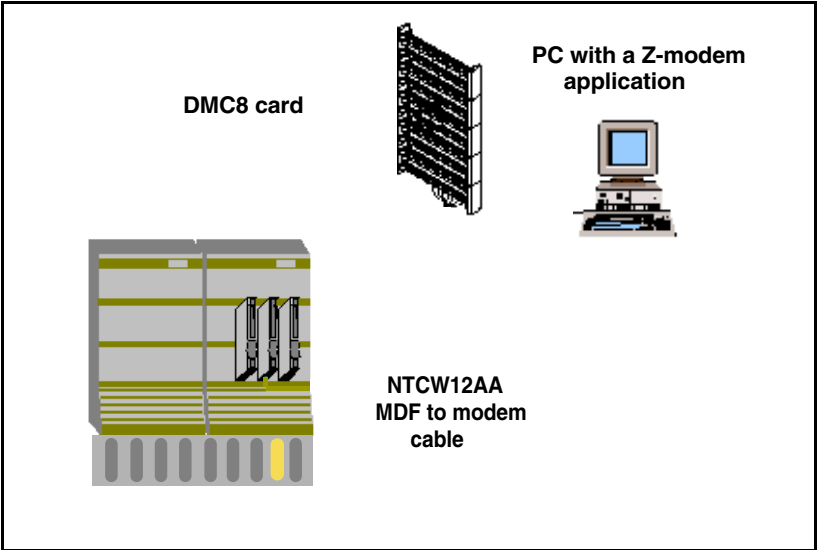 PC with a Z-modem
application
DMC8 card
NTCW12AA
MDF to modem
cable